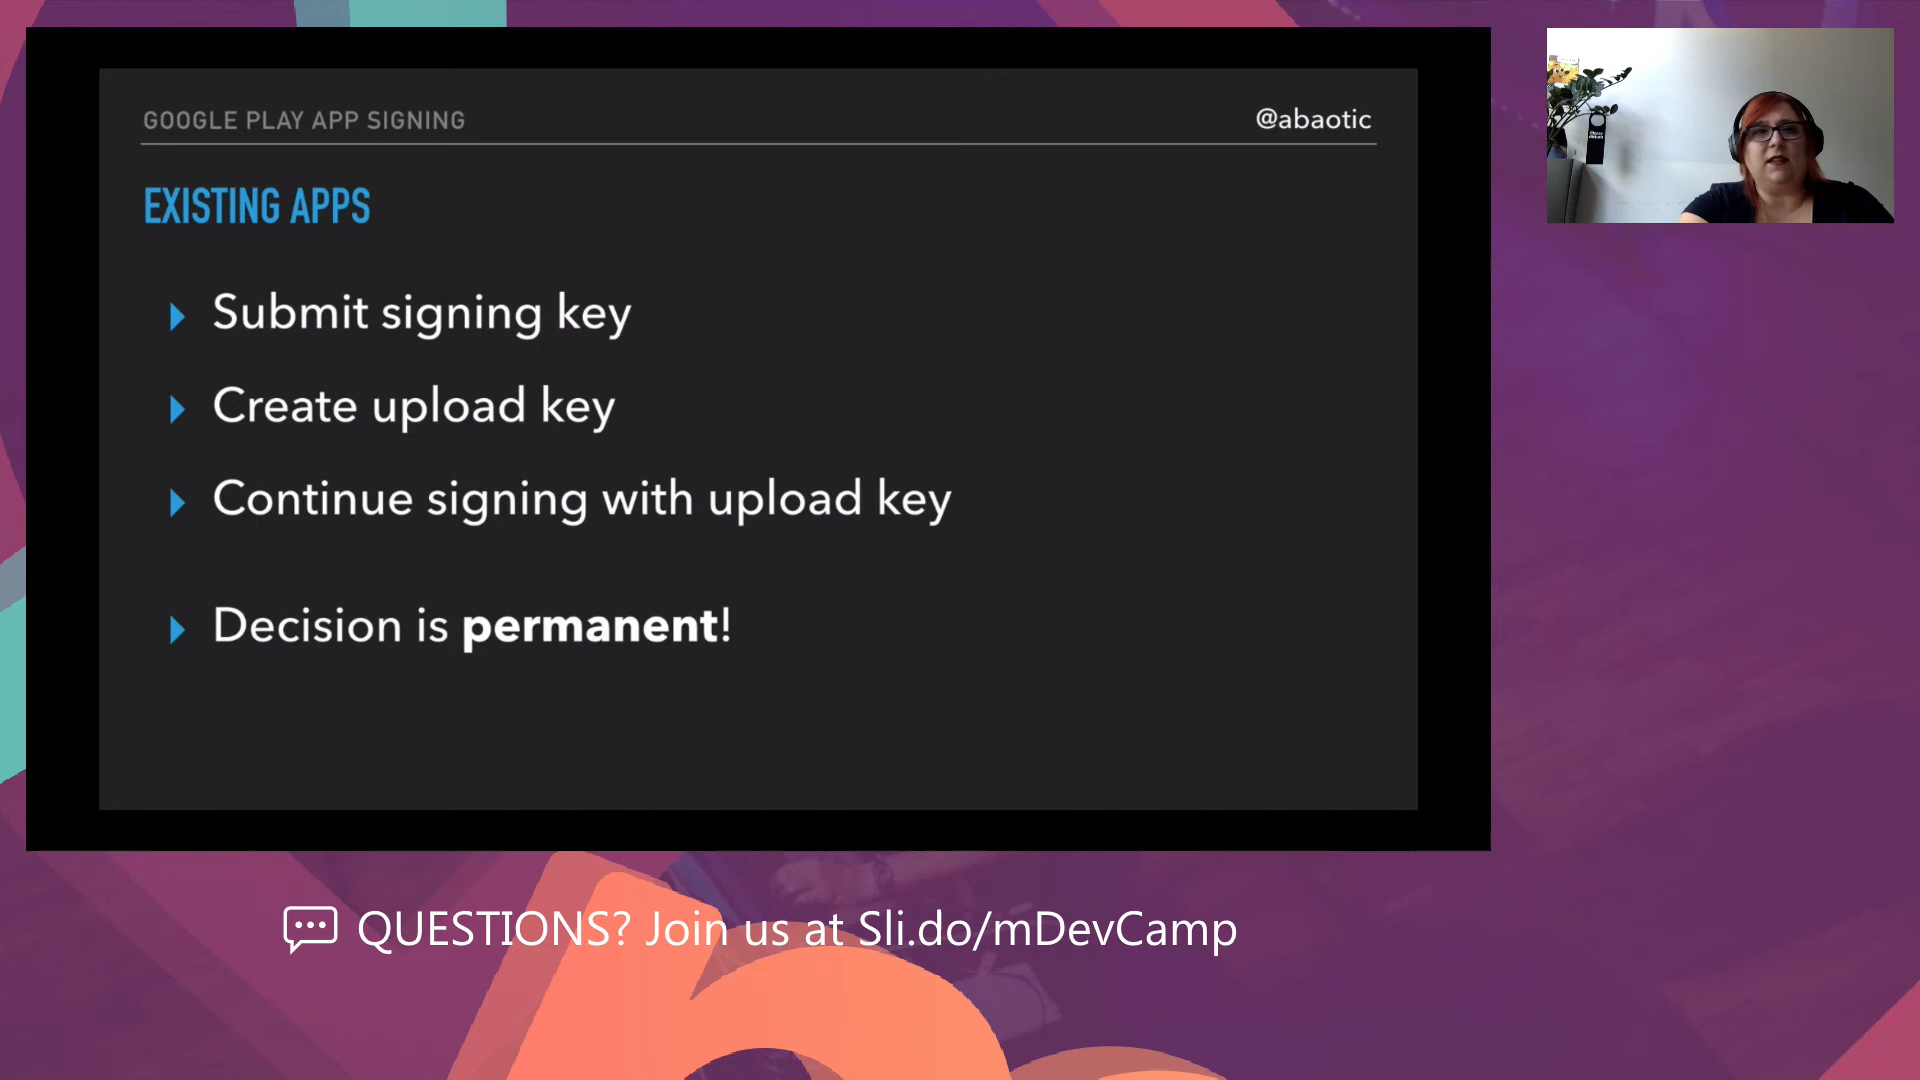 GOOGLE PLAY APP SIGNING
@abaotic
EXISTING APPS
Submit signing key
Create upload key
Continue signing with upload key
Decision is permanent!
QUESTIONS? Join us at Sli.do/mDevCamp